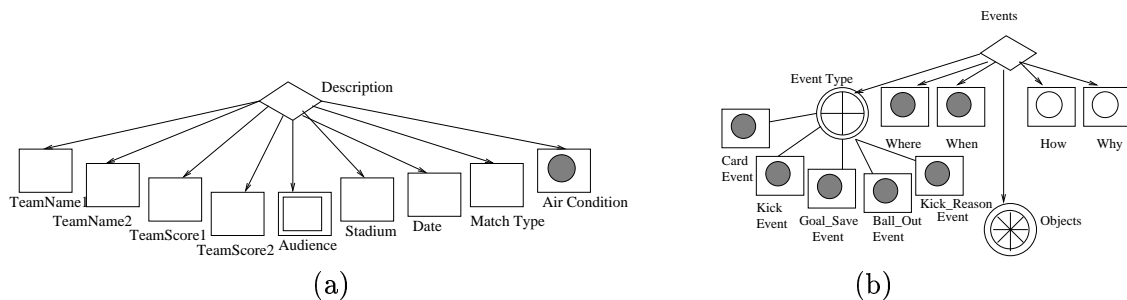 Description
TeamName1
TeamName2
TeamScore1
TeamScore2
Audience
Stadium
Date
Match Type
Air Condition
(a)
Events
Event Type
Card
Event
Kick
Event
Goal_Save
Event
Ball_Out
Event
Kick_Reason
Event
Where
When
How
Why
Objects
(b)